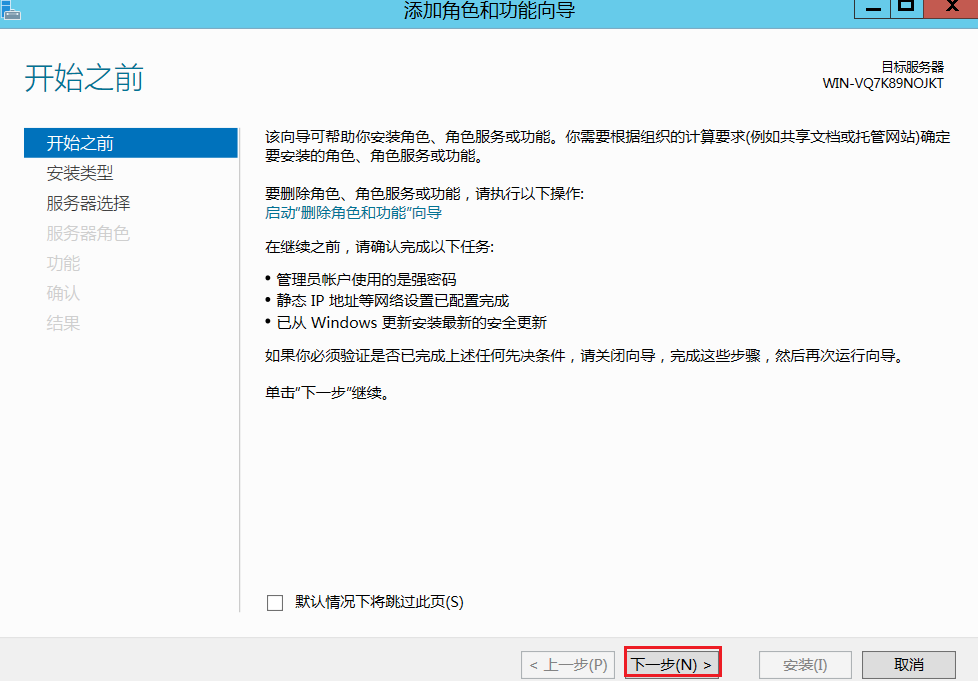 添加角色和功能向导
开始之前
目标服务器
WIN-VQ7K89NOJKT
开始之前
安装类型
服务器选择
服务器角色
功能
确认
结果
该向导可帮助你安装角色、角色服务或功能。你需要根据组织的计算要求(例如共享文档或托管网站)确定
要安装的角色、角色服务或功能。
要删除角色、角色服务或功能，请执行以下操作:
启动“删除角色和功能”向导
在继续之前，请确认完成以下任务:
• 管理员帐户使用的是强密码
• 静态 IP 地址等网络设置已配置完成
• 已从 Windows 更新安装最新的安全更新
如果你必须验证是否已完成上述任何先决条件，请关闭向导，完成这些步骤，然后再次运行向导。
单击“下一步”继续。
默认情况下将跳过此页(S)
< 上一步(P)
下一步(N) >
安装(I)
取消